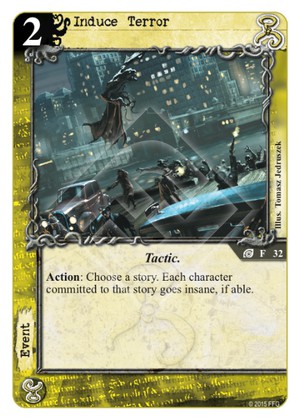 2
Induce Terror
Illus. Tomasz Jedruszek
F 32
Tactic.
Action: Choose a story. Each character
committed to that story goes insane, if able.
Event
© 2015 FFG